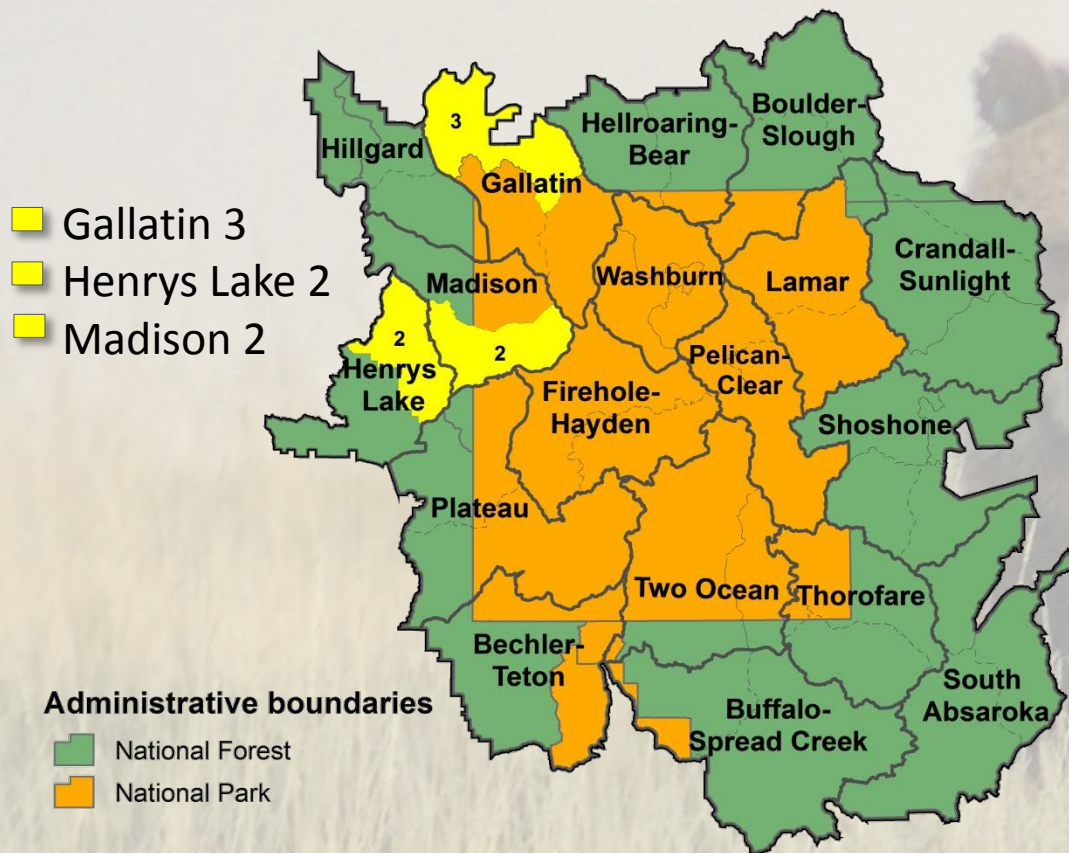 Gallatin 3
Henrys Lake 2
Madison 2
3
Hillgard
Hellroaring-
Bear
Boulder-
Slough
Gallatin
Madison
Washburn
Lamar
Crandall-
Sunlight
2
2
Henrys
Lake
Pelican-
Clear
Firehole-
Hayden
Shoshone
Plateau
Two Ocean
Thorofare
Bechler-
Teton
Buffalo-
Spread Creek
South
Absaroka
Administrative boundaries
National Forest
National Park